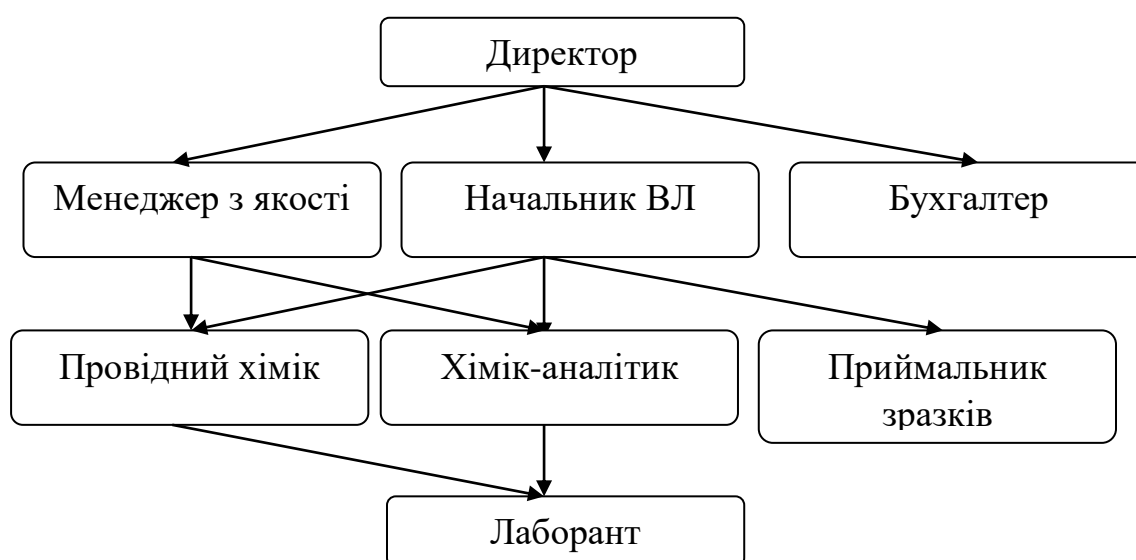 Директор
Менеджер з якості
Начальник ВЛ
Бухгалтер
Провідний хімік
Хімік-аналітик
Приймальник
зразків
Лаборант